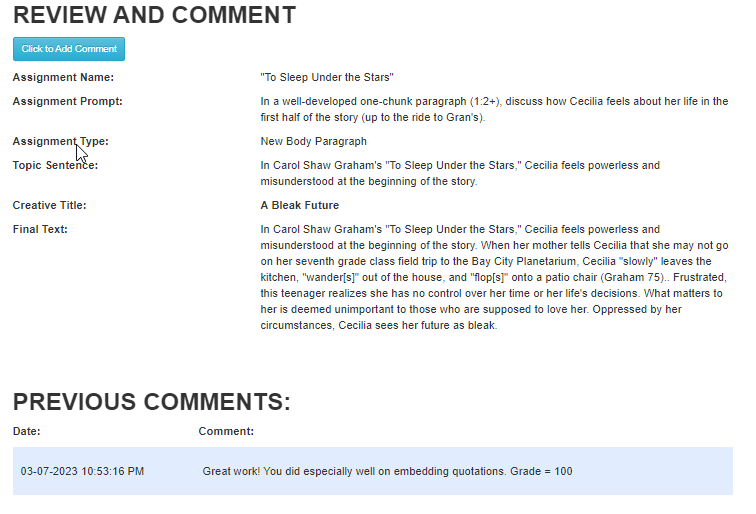 REVIEW AND COMMENT
Click to Add Comment
Assignment Name: "To Sleep Under the Stars"
Assignment Prompt: In a well-developed one-chunk paragraph (1:2+), discuss how Cecilia feels about her life in the
first half of the story (up to the ride to Gran's).
Assignment Type: New Body Paragraph
Topic Sentence: In Carol Shaw Graham's "To Sleep Under the Stars," Cecilia feels powerless and
misunderstood at the beginning of the story.
Creative Title: A Bleak Future
Final Text: In Carol Shaw Graham's "To Sleep Under the Stars," Cecilia feels powerless and
misunderstood at the beginning of the story. When her mother tells Cecilia that she may not go
on her seventh grade class field trip to the Bay City Planetarium, Cecilia "slowly" leaves the
kitchen, "wander[s]" out of the house, and "flop[s]" onto a patio chair (Graham 75).. Frustrated,
this teenager realizes she has no control over her time or her life's decisions. What matters to
her is deemed unimportant to those who are supposed to love her. Oppressed by her
circumstances, Cecilia sees her future as bleak.
PREVIOUS COMMENTS:
Date: Comment:
03-07-2023 10:53:16 PM Great work! You did especially well on embedding quotations. Grade = 100